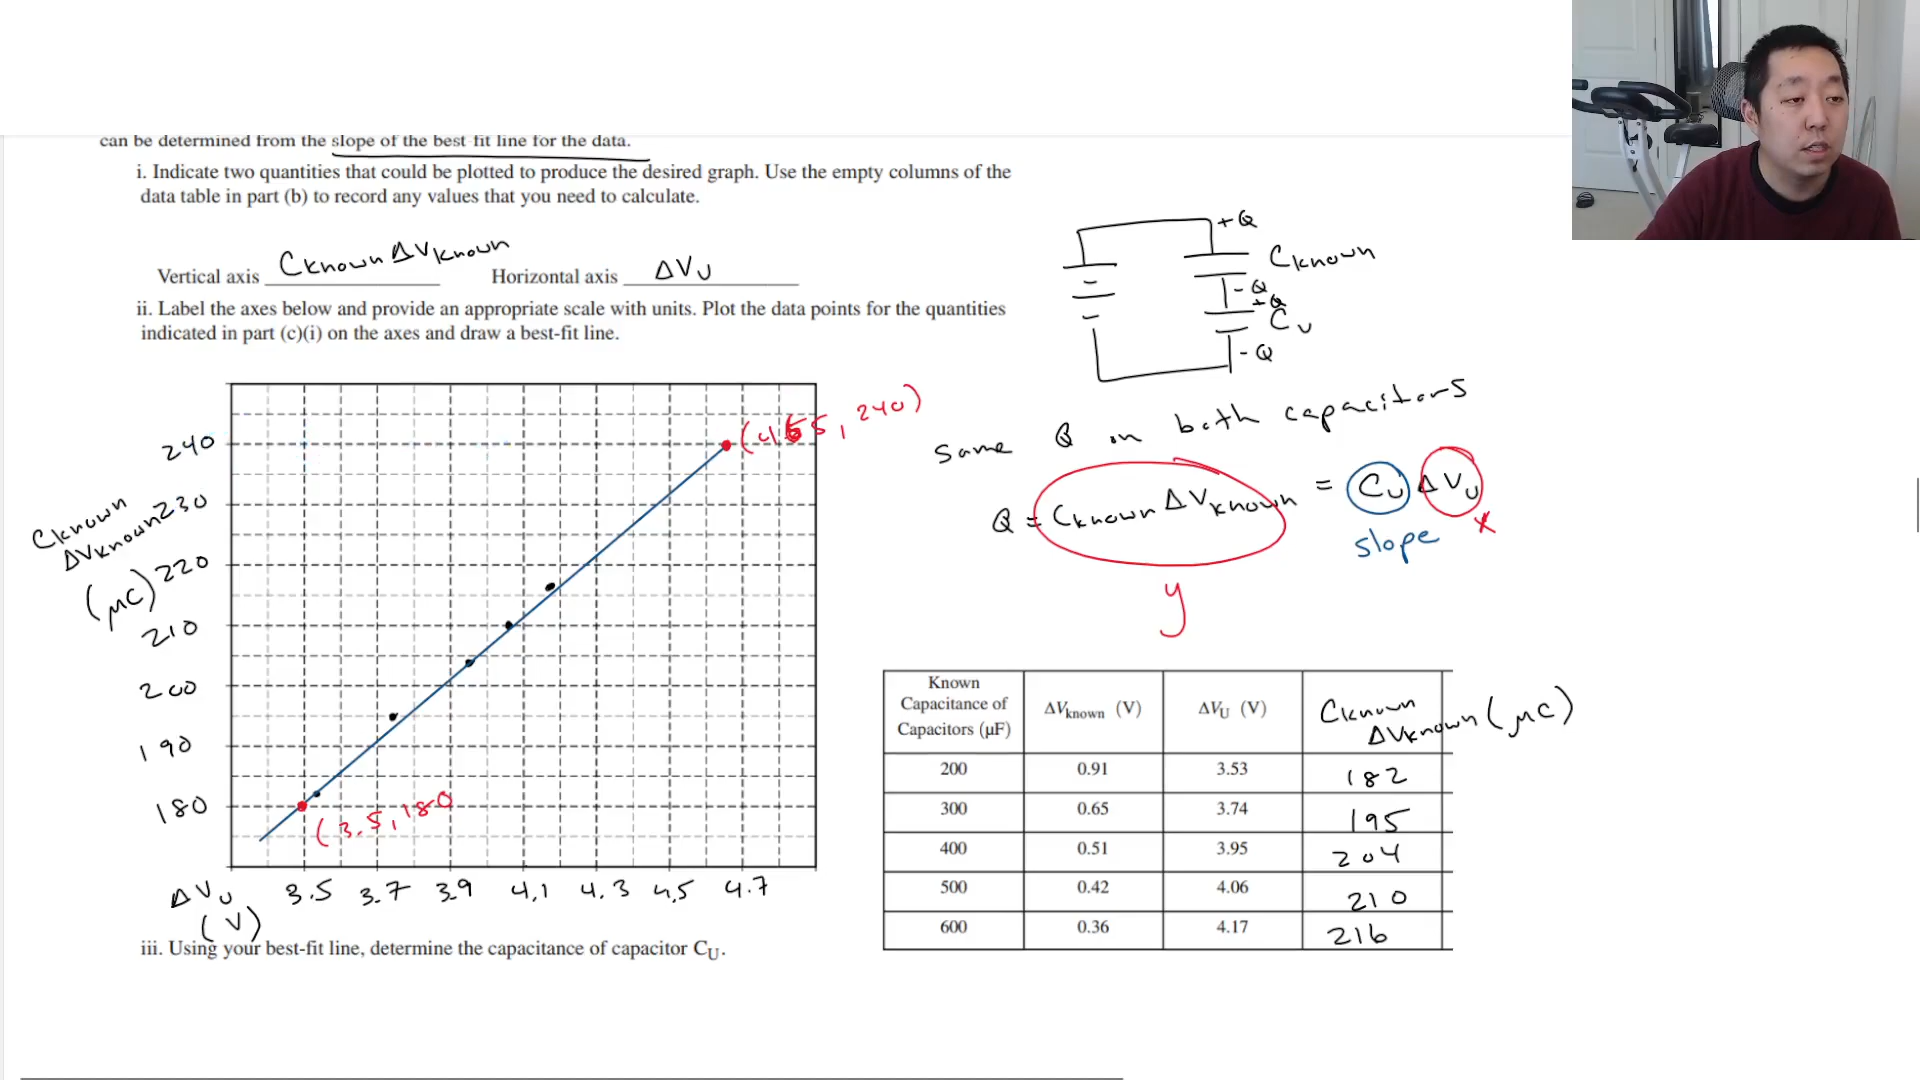 can be determined from the slope of the best-fit line for the data.
i. Indicate two quantities that could be plotted to produce the desired graph. Use the empty columns of the
data table in part (b) to record any values that you need to calculate.
Vertical axis Cknown ΔVknown Horizontal axis ΔVU
ii. Label the axes below and provide an appropriate scale with units. Plot the data points for the quantities
indicated in part (c)(i) on the axes and draw a best-fit line.
+Q
Cknown
-Q
+Q
CU
-Q
Same Q in both capacitors
Q = Cknown ΔVknown = CU ΔVU
slope x
y
240
230
220
210
200
190
180
Cknown
ΔVknown
(μC)
, 240)
(3.5, 180
3.5 3.7 3.9 4.1 4.3 4.5 4.7
ΔVU
(V)
iii. Using your best-fit line, determine the capacitance of capacitor CU.
Known
Capacitance of
Capacitors (μF)
ΔVknown (V)
ΔVU (V)
Cknown
ΔVknown (μC)
200 0.91 3.53 182
300 0.65 3.74 195
400 0.51 3.95 204
500 0.42 4.06 210
600 0.36 4.17 216